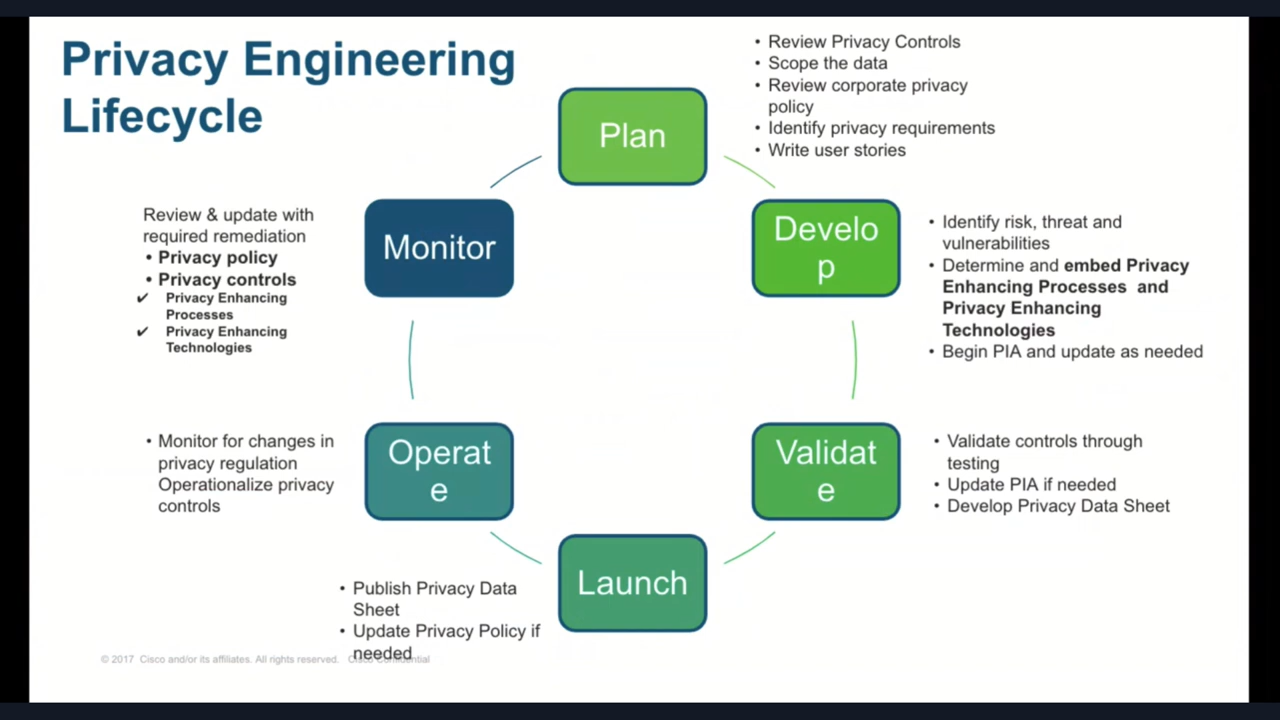 Privacy Engineering
Lifecycle
Plan
• Review Privacy Controls
• Scope the data
• Review corporate privacy
policy
• Identify privacy requirements
• Write user stories
Develo
p
• Identify risk, threat and
vulnerabilities
• Determine and embed Privacy
Enhancing Processes and
Privacy Enhancing
Technologies
• Begin PIA and update as needed
Validat
e
• Validate controls through
testing
• Update PIA if needed
• Develop Privacy Data Sheet
Launch
• Publish Privacy Data
Sheet
• Update Privacy Policy if
needed
Operat
e
• Monitor for changes in
privacy regulation
Operationalize privacy
controls
Monitor
Review & update with
required remediation
• Privacy policy
• Privacy controls
✔ Privacy Enhancing
Processes
✔ Privacy Enhancing
Technologies
© 2017 Cisco and/or its affiliates. All rights reserved. Cisco Confidential